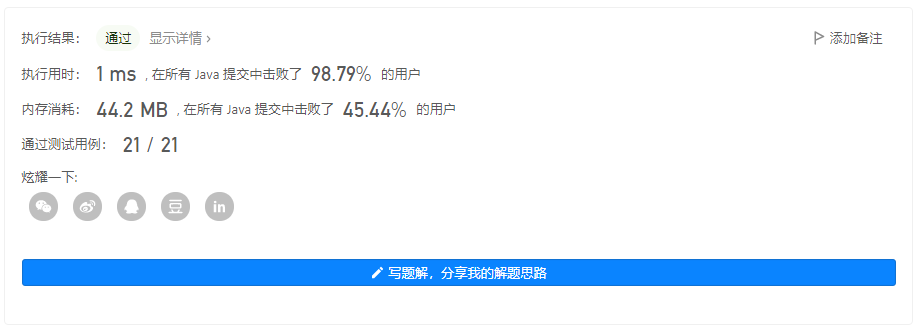 执行结果： 通过 显示详情 › 添加备注
执行用时： 1 ms , 在所有 Java 提交中击败了 98.79% 的用户
内存消耗： 44.2 MB , 在所有 Java 提交中击败了 45.44% 的用户
通过测试用例： 21 / 21
炫耀一下:
豆 in
写题解，分享我的解题思路